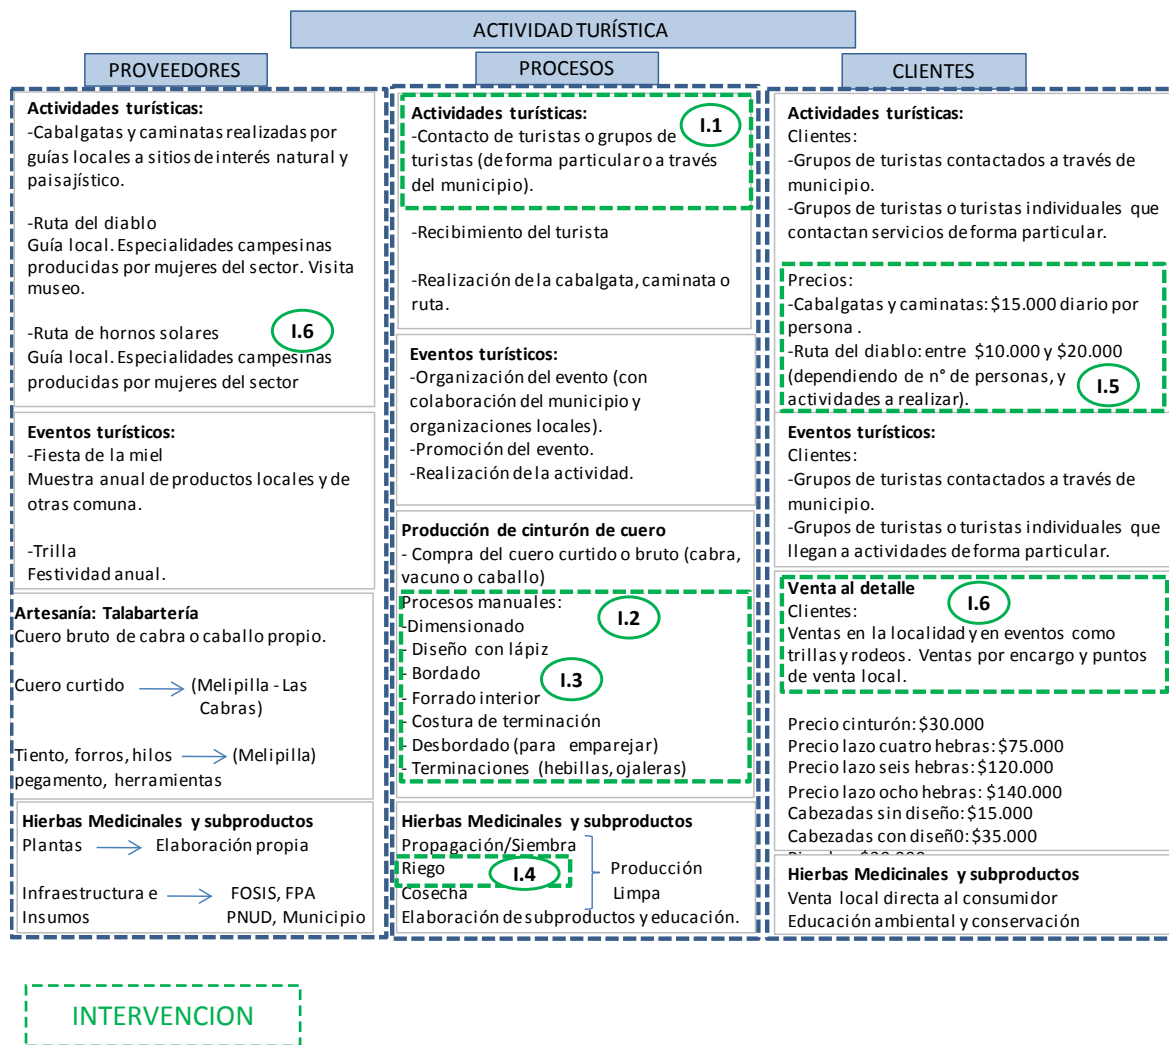 ACTIVIDAD TURÍSTICA
PROVEEDORES
Actividades turísticas:
-Cabalgatas y caminatas realizadas por
guías locales a sitios de interés natural y
paisajístico.
-Ruta del diablo
Guía local. Especialidades campesinas
producidas por mujeres del sector. Visita
museo.
-Ruta de hornos solares
I.6
Guía local. Especialidades campesinas
producidas por mujeres del sector
Eventos turísticos:
-Fiesta de la miel
Muestra anual de productos locales y de
otras comuna.
-Trilla
Festividad anual.
Artesanía: Talabartería
Cuero bruto de cabra o caballo propio.
Cuero curtido (Melipilla - Las
Cabras)
Tiento, forros, hilos (Melipilla)
pegamento, herramientas
Hierbas Medicinales y subproductos
Plantas Elaboración propia
Infraestructura e FOSIS, FPA
Insumos PNUD, Municipio
PROCESOS
Actividades turísticas:
I.1
-Contacto de turistas o grupos de
turistas (de forma particular o a través
del municipio).
-Recibimiento del turista
-Realización de la cabalgata, caminata o
ruta.
Eventos turísticos:
-Organización del evento (con
colaboración del municipio y
organizaciones locales).
-Promoción del evento.
-Realización de la actividad.
Producción de cinturón de cuero
- Compra del cuero curtido o bruto (cabra,
vacuno o caballo)
Procesos manuales:
I.2
-Dimensionado
- Diseño con lápiz
- Bordado
I.3
- Forrado interior
- Costura de terminación
- Desbordado (para emparejar)
- Terminaciones (hebillas, ojaleras)
Hierbas Medicinales y subproductos
Propagación/Siembra
Riego I.4 Producción
Cosecha Limpa
Elaboración de subproductos y educación.
CLIENTES
Actividades turísticas:
Clientes:
-Grupos de turistas contactados a través de
municipio.
-Grupos de turistas o turistas individuales que
contactan servicios de forma particular.
Precios:
-Cabalgatas y caminatas: $15.000 diario por
persona .
-Ruta del diablo: entre $10.000 y $20.000
(dependiendo de n° de personas, y
I.5
actividades a realizar).
Eventos turísticos:
Clientes:
-Grupos de turistas contactados a través de
municipio.
-Grupos de turistas o turistas individuales que
llegan a actividades de forma particular.
Venta al detalle
I.6
Clientes:
Ventas en la localidad y en eventos como
trillas y rodeos. Ventas por encargo y puntos
de venta local.
Precio cinturón: $30.000
Precio lazo cuatro hebras: $75.000
Precio lazo seis hebras: $120.000
Precio lazo ocho hebras: $140.000
Cabezadas sin diseño: $15.000
Cabezadas con diseñ0: $35.000
Hierbas Medicinales y subproductos
Venta local directa al consumidor
Educación ambiental y conservación
INTERVENCION